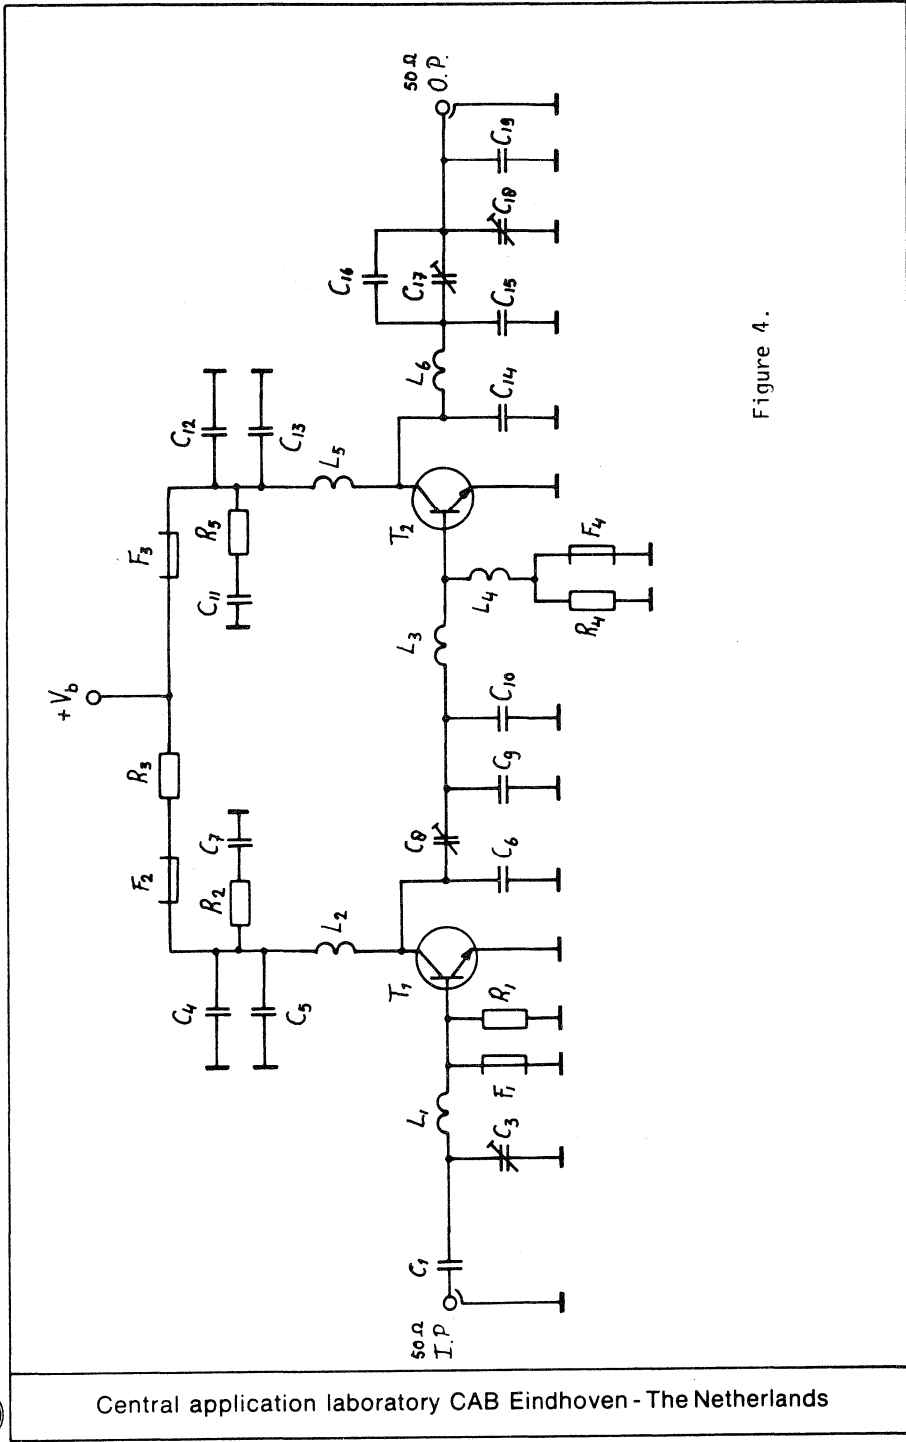 +Vb
F2
R3
F3
C4
C5
R2
C7
C11
R5
C12
C13
L2
L5
C16
50Ω
I.P
C1
L1
T1
C8
L3
T2
L6
C17
50Ω
O.P.
C3
F1
R1
C6
C9
C10
L4
R4
F4
C14
C15
C18
C19
Figure 4.
Central application laboratory CAB Eindhoven - The Netherlands